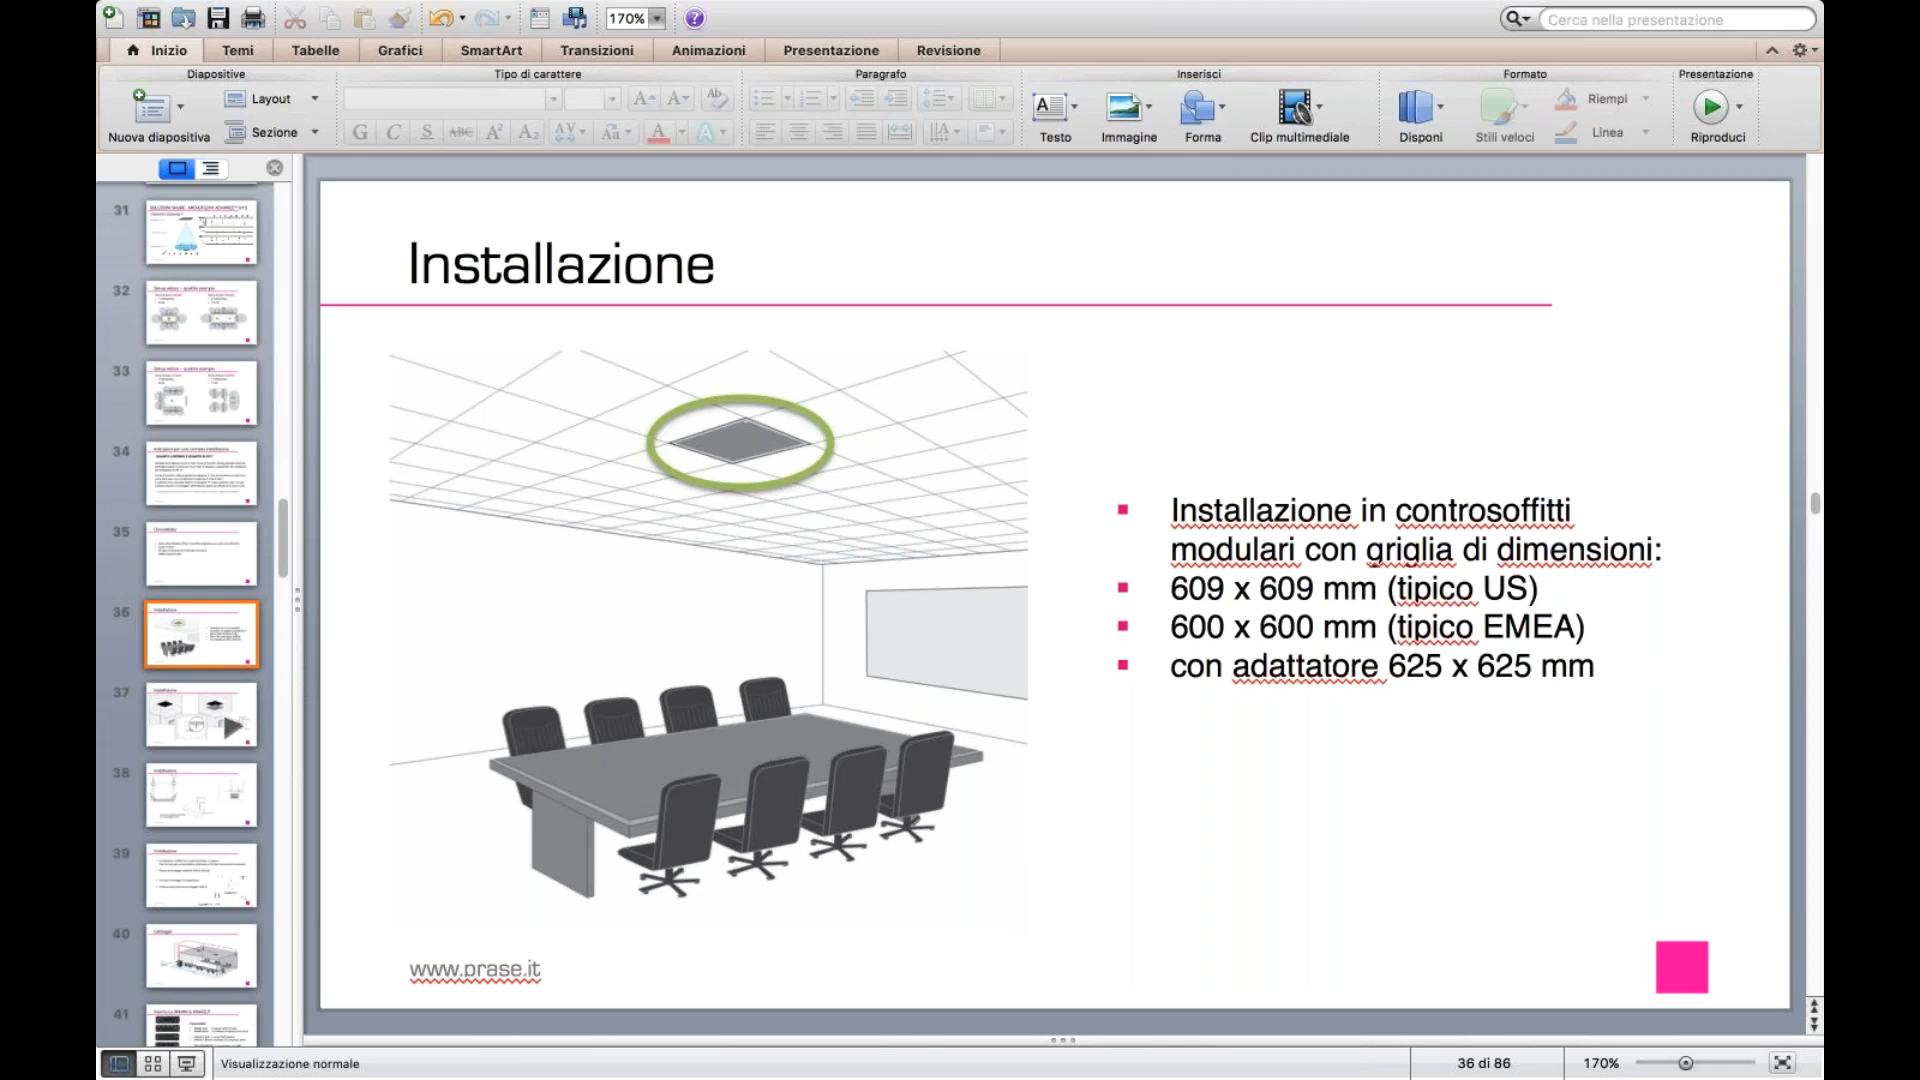 170%
Cerca nella presentazione
Inizio
Temi
Tabelle
Grafici
SmartArt
Transizioni
Animazioni
Presentazione
Revisione
Diapositive
Tipo di carattere
Paragrafo
Inserisci
Formato
Presentazione
Nuova diapositiva
Layout
Sezione
G C S ABC A² A₂
Testo
Immagine
Forma
Clip multimediale
Disponi
Stili veloci
Riempi
Linea
Riproduci
31
32
33
34
35
36
37
38
39
40
41
Installazione
Installazione in controsoffitti
modulari con griglia di dimensioni:
609 x 609 mm (tipico US)
600 x 600 mm (tipico EMEA)
con adattatore 625 x 625 mm
www.prase.it
Visualizzazione normale
36 di 86
170%